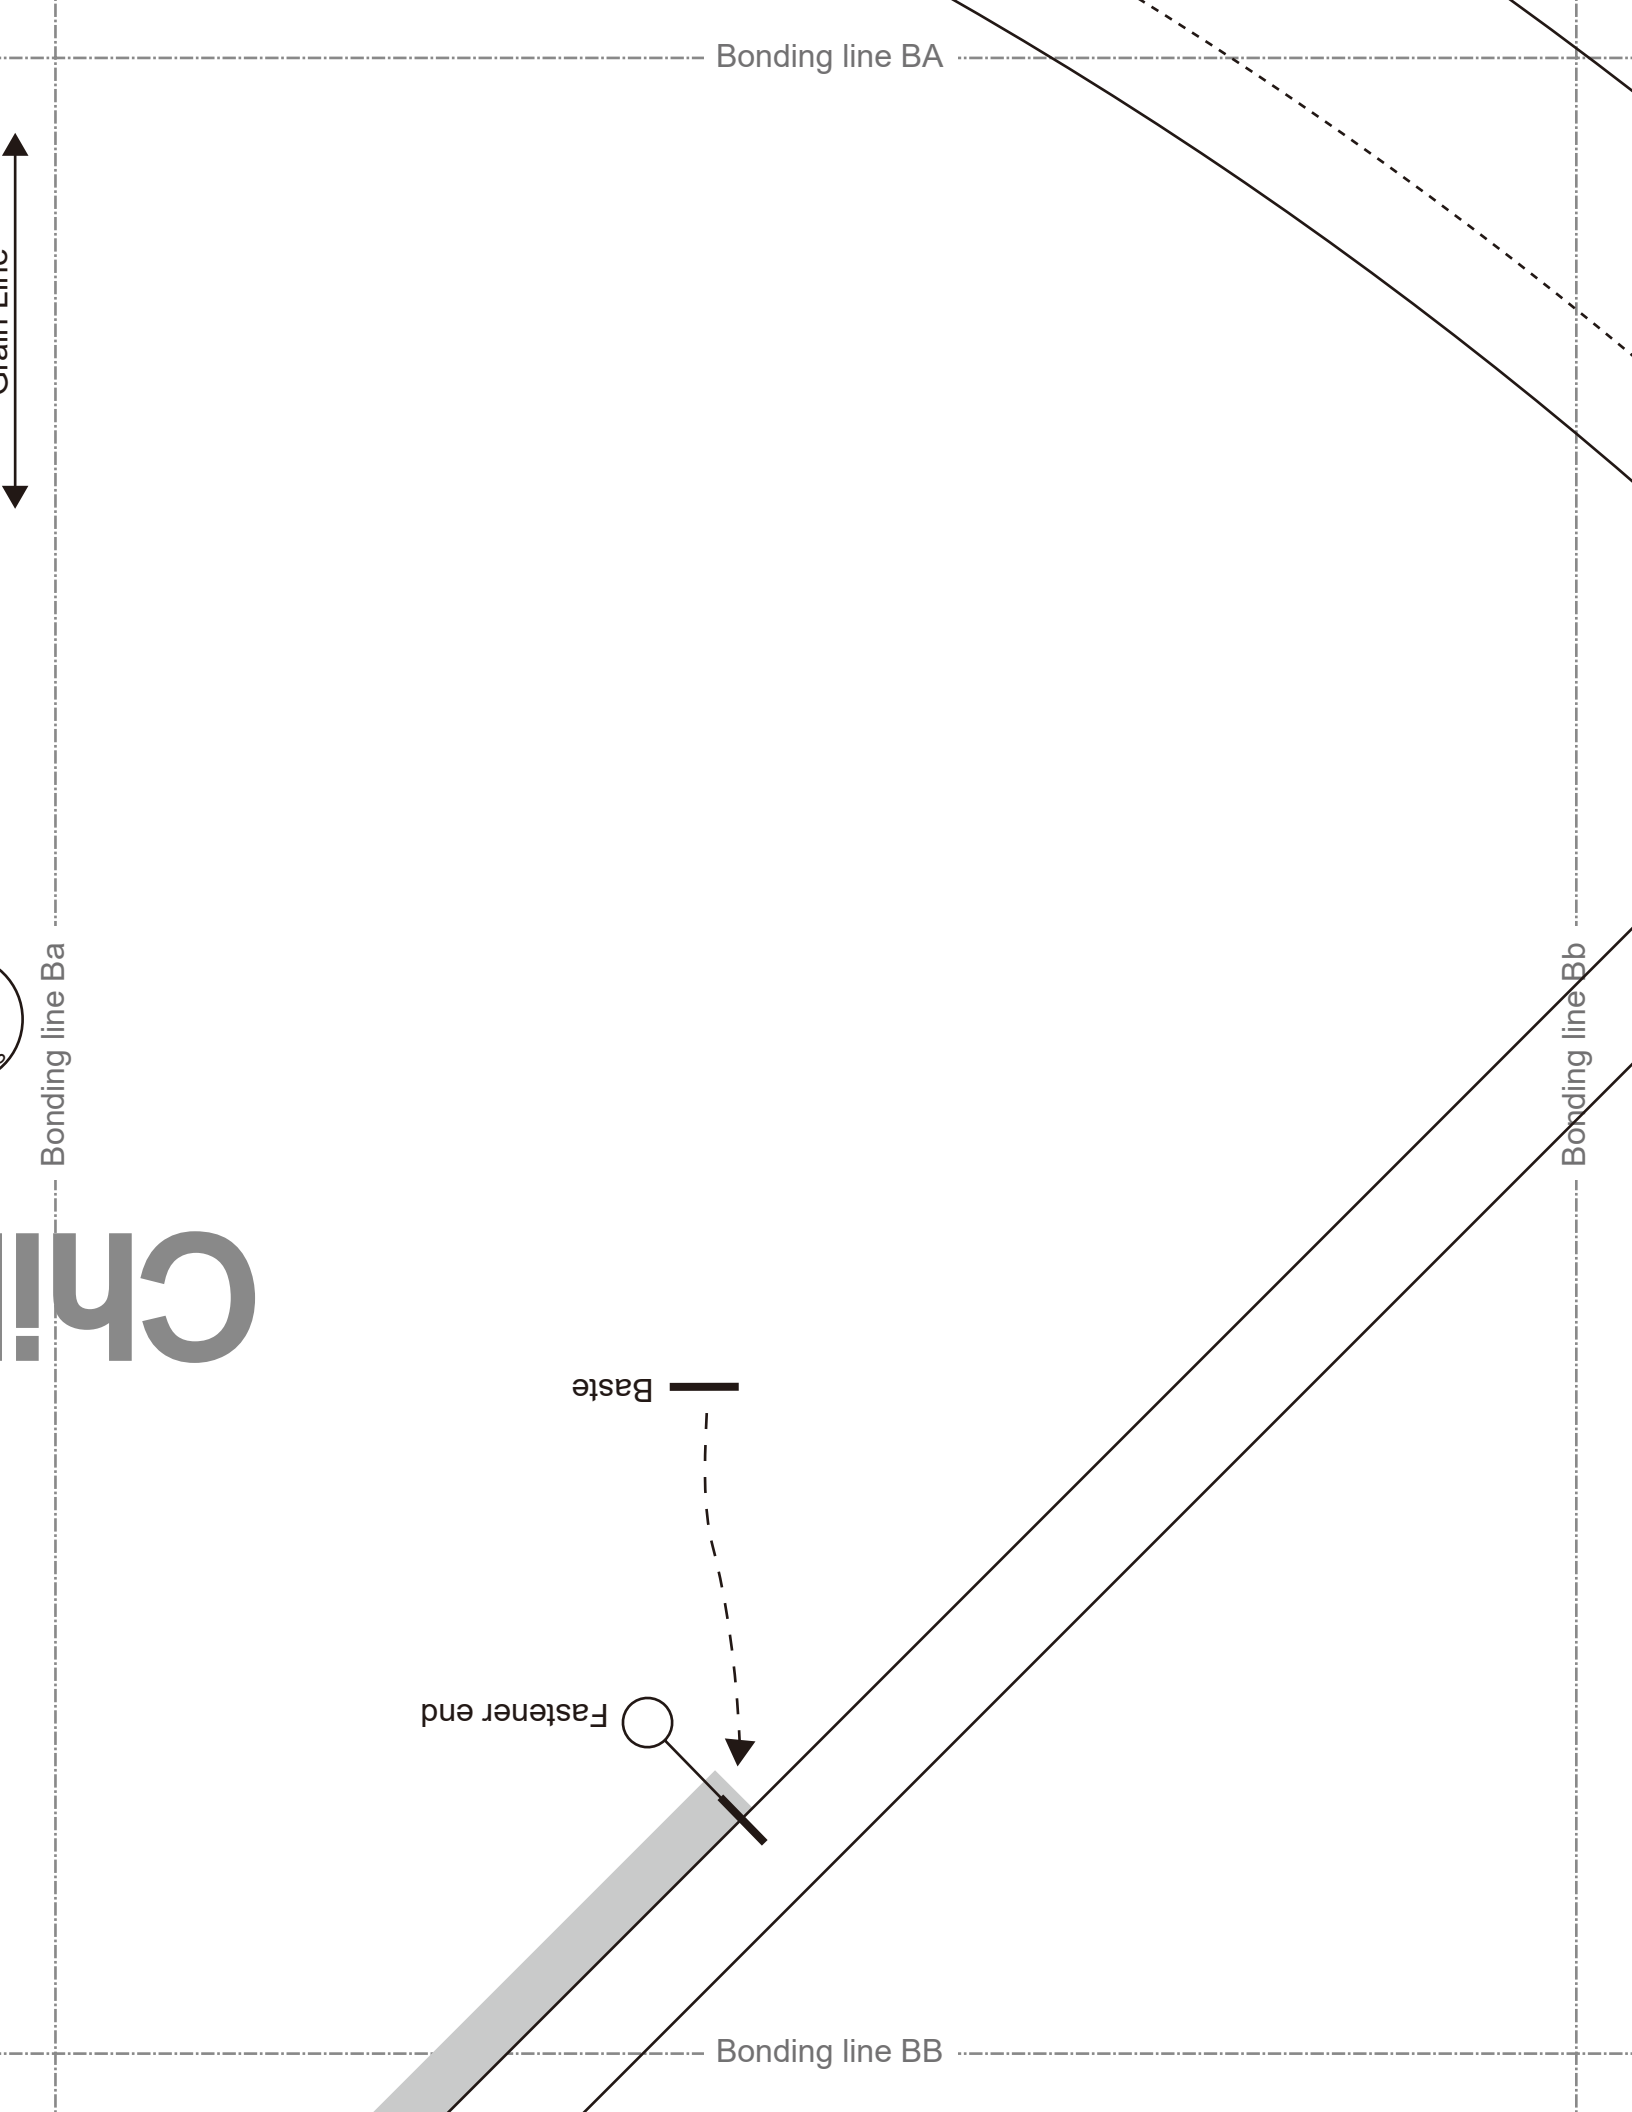 Bonding line BA
Grain Line
Bonding line Ba
Bonding line Bb
Chi
Baste
Fastener end
Bonding line BB